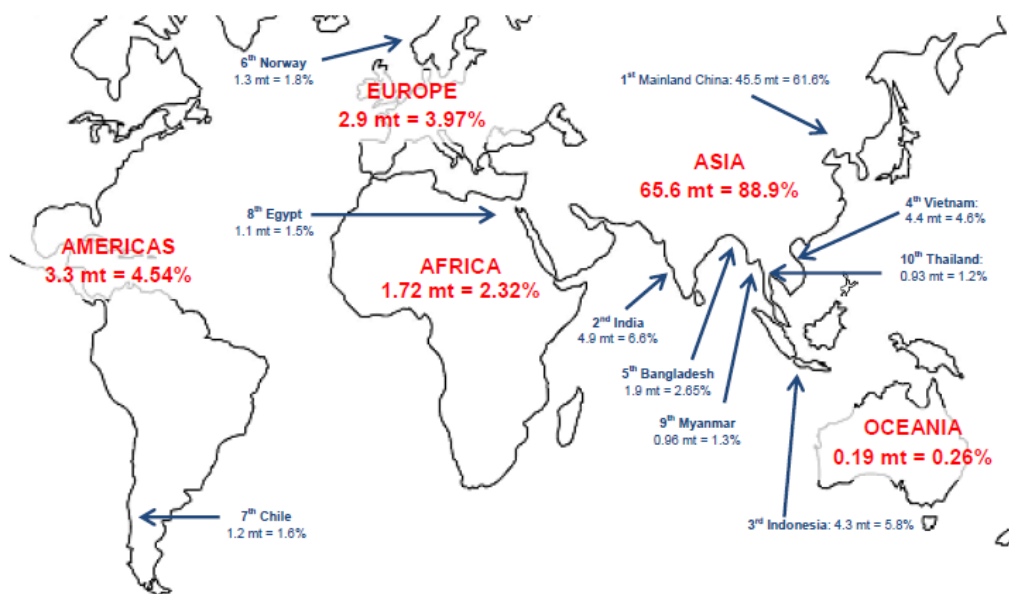 6th Norway
1.3 mt = 1.8%
EUROPE
2.9 mt = 3.97%
1st Mainland China: 45.5 mt = 61.6%
ASIA
65.6 mt = 88.9%
8th Egypt
1.1 mt = 1.5%
4th Vietnam:
4.4 mt = 4.6%
AMERICAS
3.3 mt = 4.54%
AFRICA
1.72 mt = 2.32%
10th Thailand:
0.93 mt = 1.2%
2nd India
4.9 mt = 6.6%
5th Bangladesh
1.9 mt = 2.65%
9th Myanmar
0.96 mt = 1.3%
OCEANIA
0.19 mt = 0.26%
7th Chile
1.2 mt = 1.6%
3rd Indonesia: 4.3 mt = 5.8%